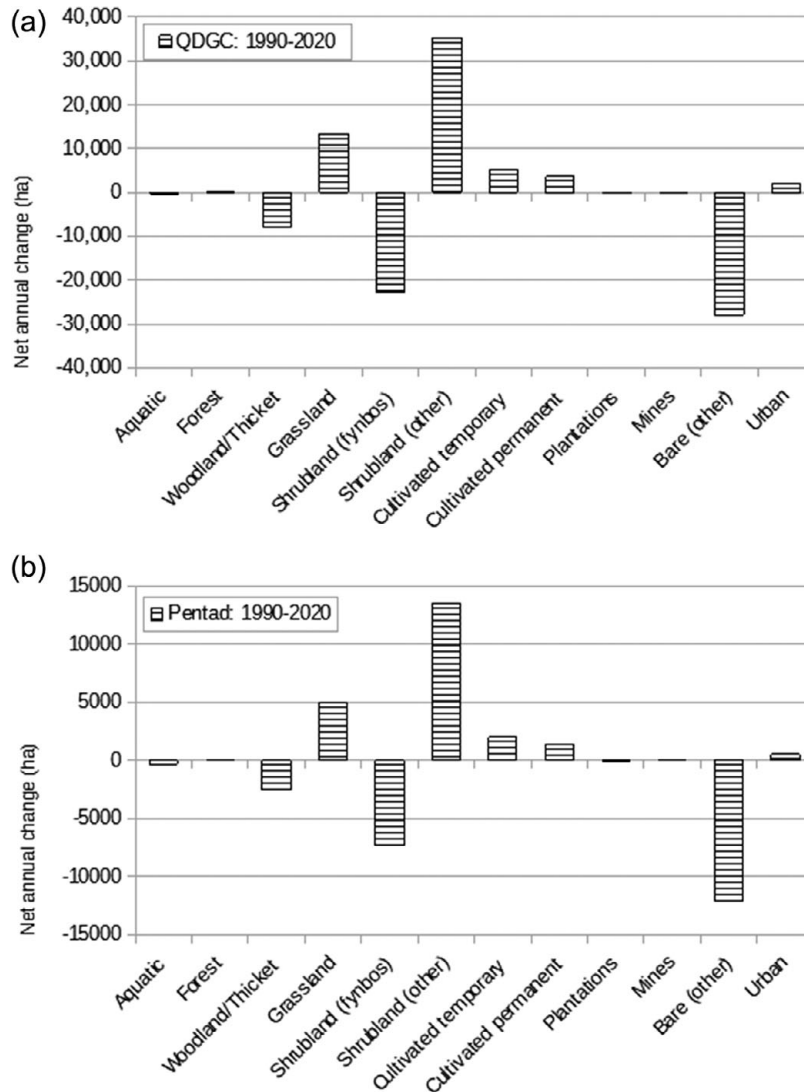 (a)
QDGC: 1990-2020
Net annual change (ha)
40,000
30,000
20,000
10,000
0
-10,000
-20,000
-30,000
-40,000
Aquatic
Forest
Woodland/Thicket
Grassland
Shrubland (fynbos)
Shrubland (other)
Cultivated temporary
Cultivated permanent
Plantations
Mines
Bare (other)
Urban
(b)
Pentad: 1990-2020
Net annual change (ha)
15000
10000
5000
0
-5000
-10000
-15000
Aquatic
Forest
Woodland/Thicket
Grassland
Shrubland (fynbos)
Shrubland (other)
Cultivated temporary
Cultivated permanent
Plantations
Mines
Bare (other)
Urban